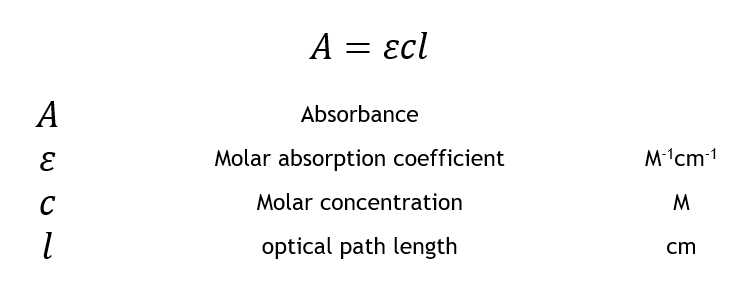 A = εcl
A Absorbance
ε Molar absorption coefficient M⁻¹cm⁻¹
c Molar concentration M
l optical path length cm